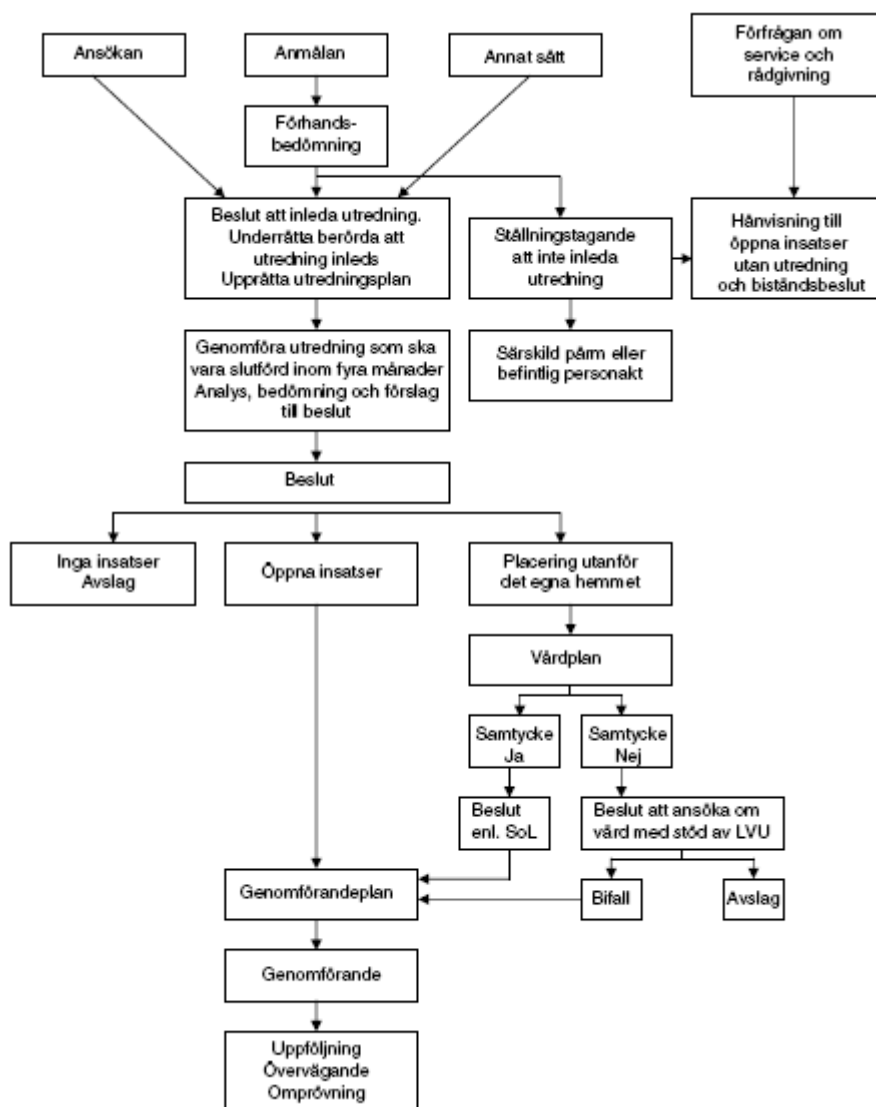 Ansökan
Anmälan
Annat sätt
Förfrågan om
service och
rådgivning
Förhands-
bedömning
Beslut att inleda utredning.
Underrätta berörda att
utredning inleds
Upprätta utredningsplan
Ställningstagande
att inte inleda
utredning
Hänvisning till
öppna insatser
utan utredning
och biståndsbeslut
Genomföra utredning som ska
vara slutförd inom fyra månader
Analys, bedömning och förslag
till beslut
Särskild pärm eller
befintlig personakt
Beslut
Inga insatser
Avslag
Öppna insatser
Placering utanför
det egna hemmet
Vårdplan
Samtycke
Ja
Samtycke
Nej
Beslut
enl. SoL
Beslut att ansöka om
vård med stöd av LVU
Genomförandeplan
Bifall
Avslag
Genomförande
Uppföljning
Övervägande
Omprövning